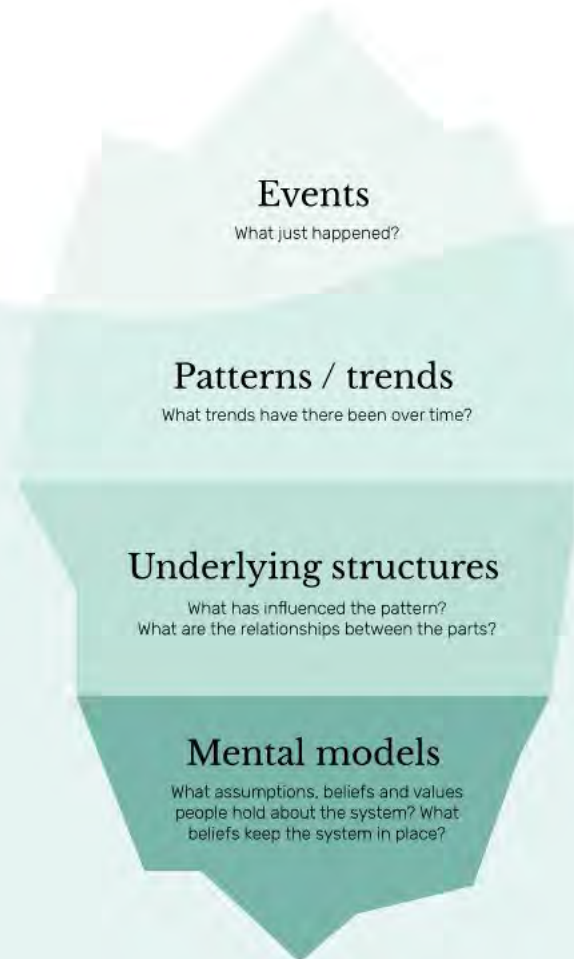 Events
What just happened?
Patterns / trends
What trends have there been over time?
Underlying structures
What has influenced the pattern?
What are the relationships between the parts?
Mental models
What assumptions, beliefs and values
people hold about the system? What
beliefs keep the system in place?